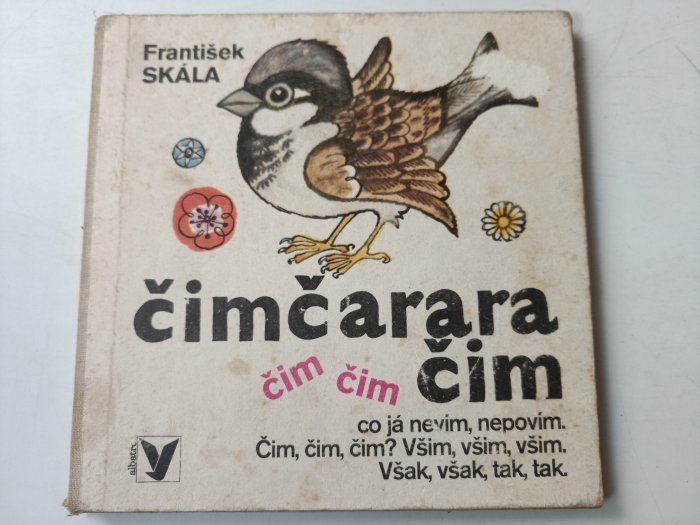 František
SKÁLA
čimčarara
čim čim čim
co já nevím, nepovím.
Čim, čim, čim? Všim, všim, všim.
Však, však, tak, tak.
albatros